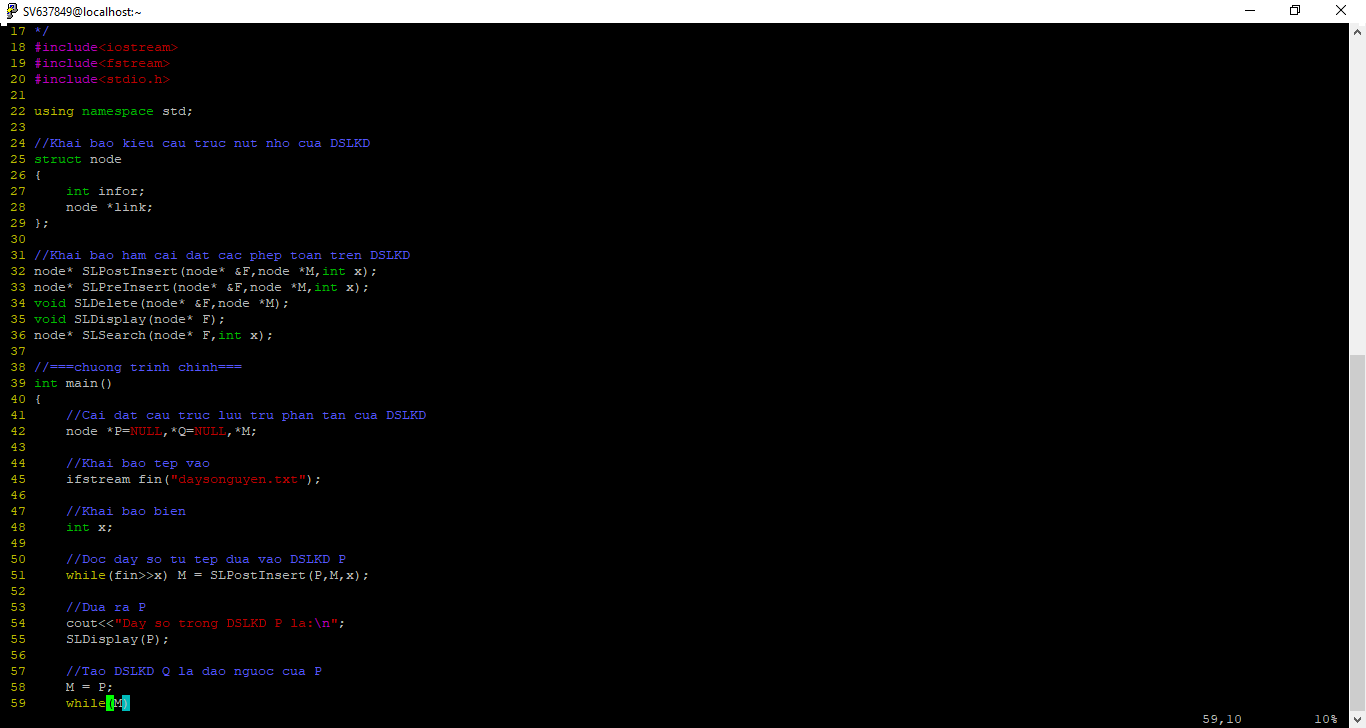 SV637849@localhost:~
17 */
18 #include<iostream>
19 #include<fstream>
20 #include<stdio.h>
21
22 using namespace std;
23
24 //Khai bao kieu cau truc nut nho cua DSLKD
25 struct node
26 {
27     int infor;
28     node *link;
29 };
30
31 //Khai bao ham cai dat cac phep toan tren DSLKD
32 node* SLPostInsert(node* &F,node *M,int x);
33 node* SLPreInsert(node* &F,node *M,int x);
34 void SLDelete(node* &F,node *M);
35 void SLDisplay(node* F);
36 node* SLSearch(node* F,int x);
37
38 //===chuong trinh chinh===
39 int main()
40 {
41     //Cai dat cau truc luu tru phan tan cua DSLKD
42     node *P=NULL,*Q=NULL,*M;
43
44     //Khai bao tep vao
45     ifstream fin("daysonguyen.txt");
46
47     //Khai bao bien
48     int x;
49
50     //Doc day so tu tep dua vao DSLKD P
51     while(fin>>x) M = SLPostInsert(P,M,x);
52
53     //Dua ra P
54     cout<<"Day so trong DSLKD P la:\n";
55     SLDisplay(P);
56
57     //Tao DSLKD Q la dao nguoc cua P
58     M = P;
59     while(M)
59,10 10%